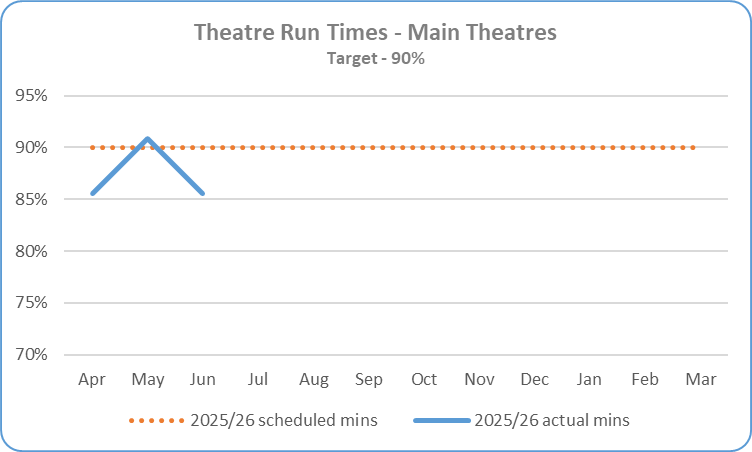 Theatre Run Times - Main Theatres
Target - 90%
95%
90%
85%
80%
75%
70%
Apr May Jun Jul Aug Sep Oct Nov Dec Jan Feb Mar
2025/26 scheduled mins 2025/26 actual mins